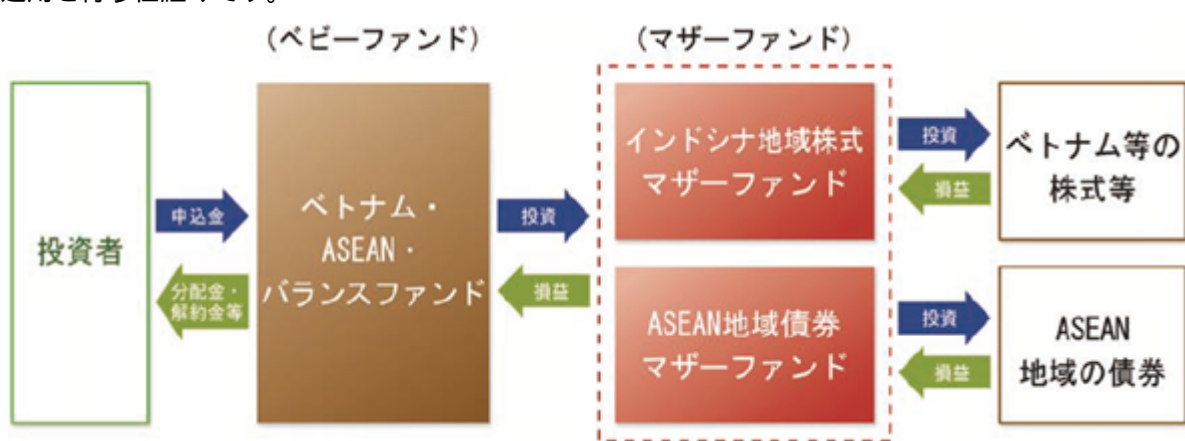 (ベビーファンド)
(マザーファンド)
投資者
申込金
分配金・
解約金等
ベトナム・
ASEAN・
バランスファンド
投資
損益
インドシナ地域株式
マザーファンド
ASEAN地域債券
マザーファンド
投資
損益
投資
損益
ベトナム等の
株式等
ASEAN
地域の債券